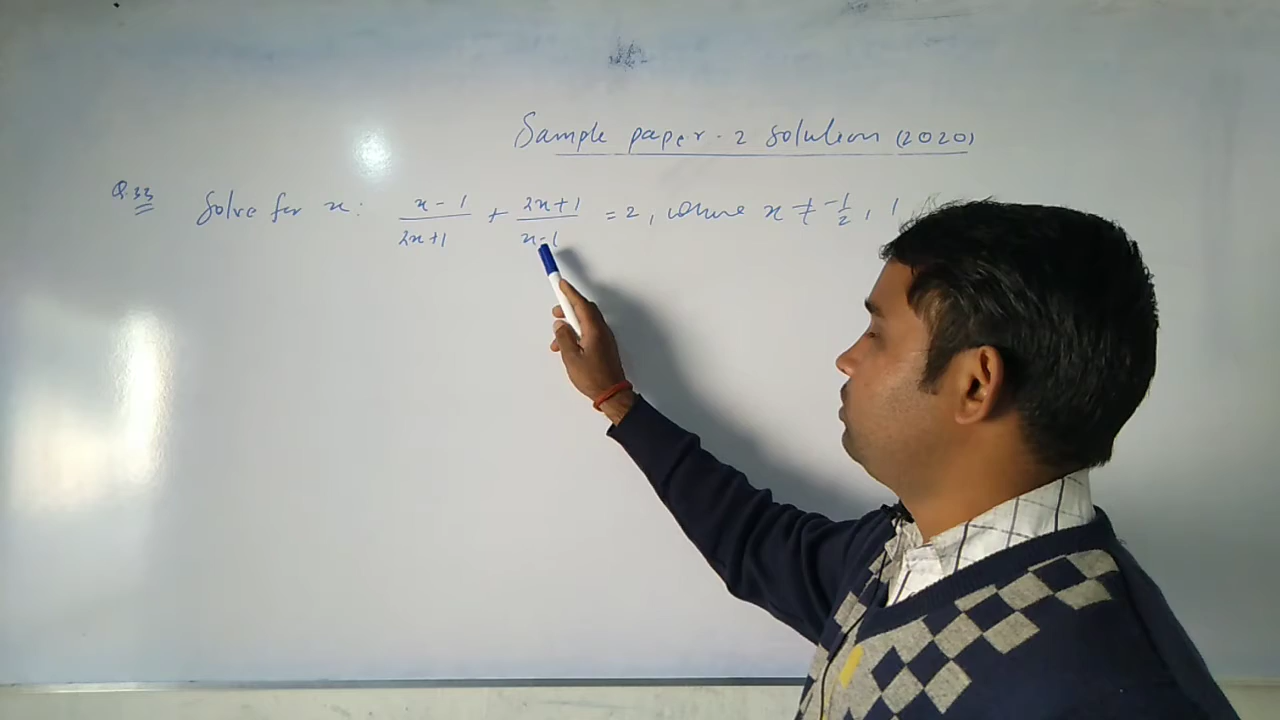 Sample paper - 2 solution (2020)
Q.33 Solve for x: x - 1 / 2x+1 + 2x+1 / x-1 = 2, where x ≠ -1/2, 1